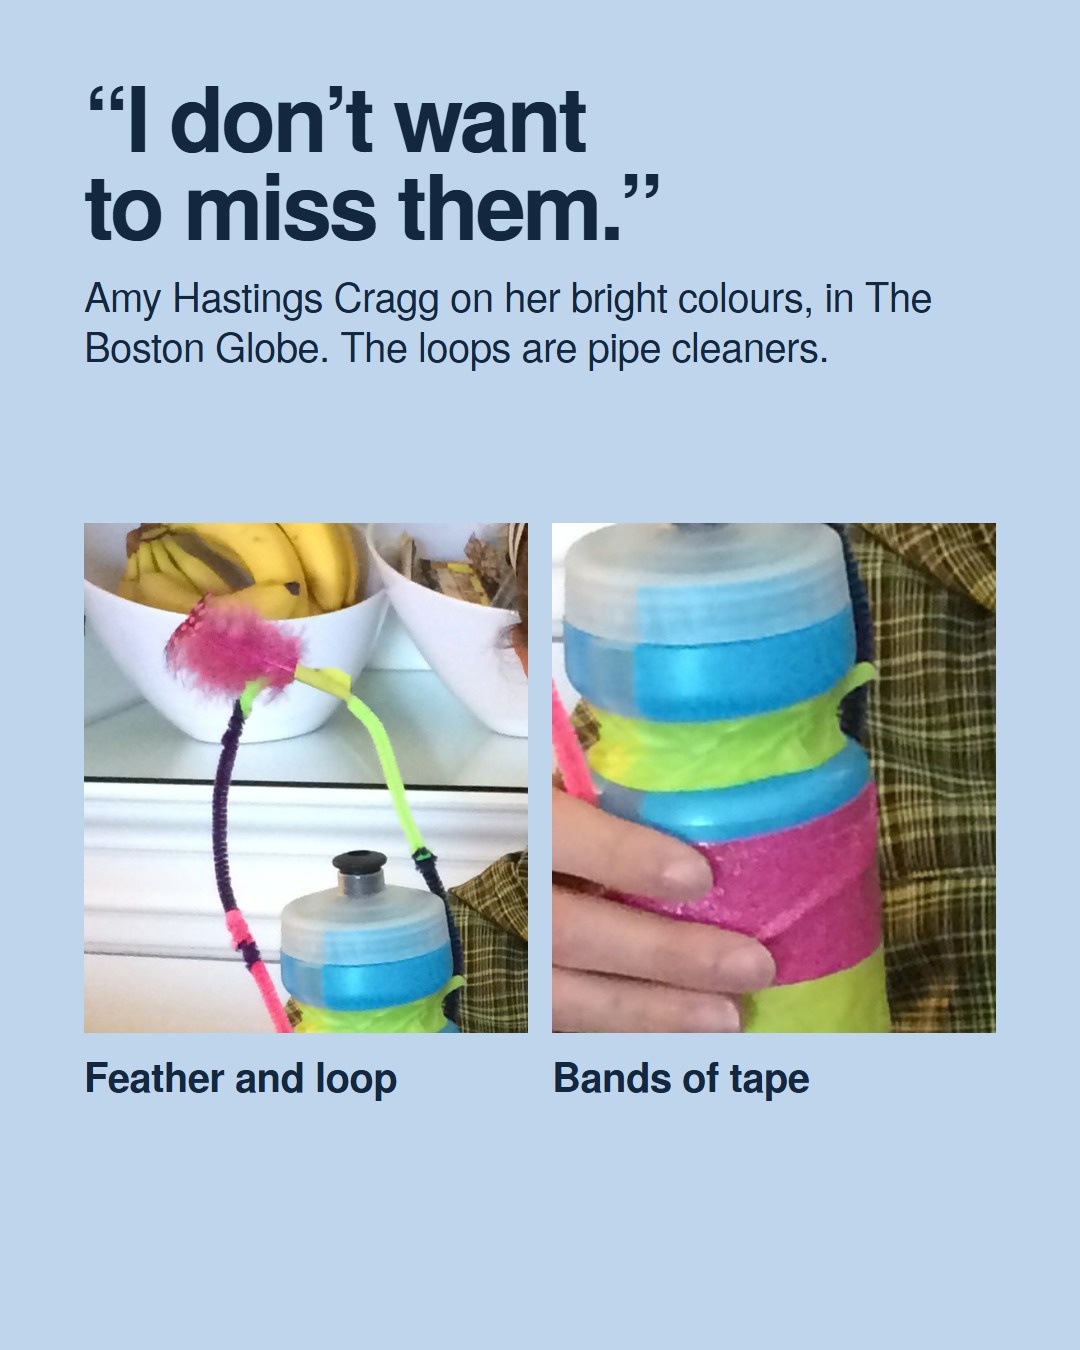 “I don’t want
to miss them.”
Amy Hastings Cragg on her bright colours, in The
Boston Globe. The loops are pipe cleaners.
Feather and loop
Bands of tape